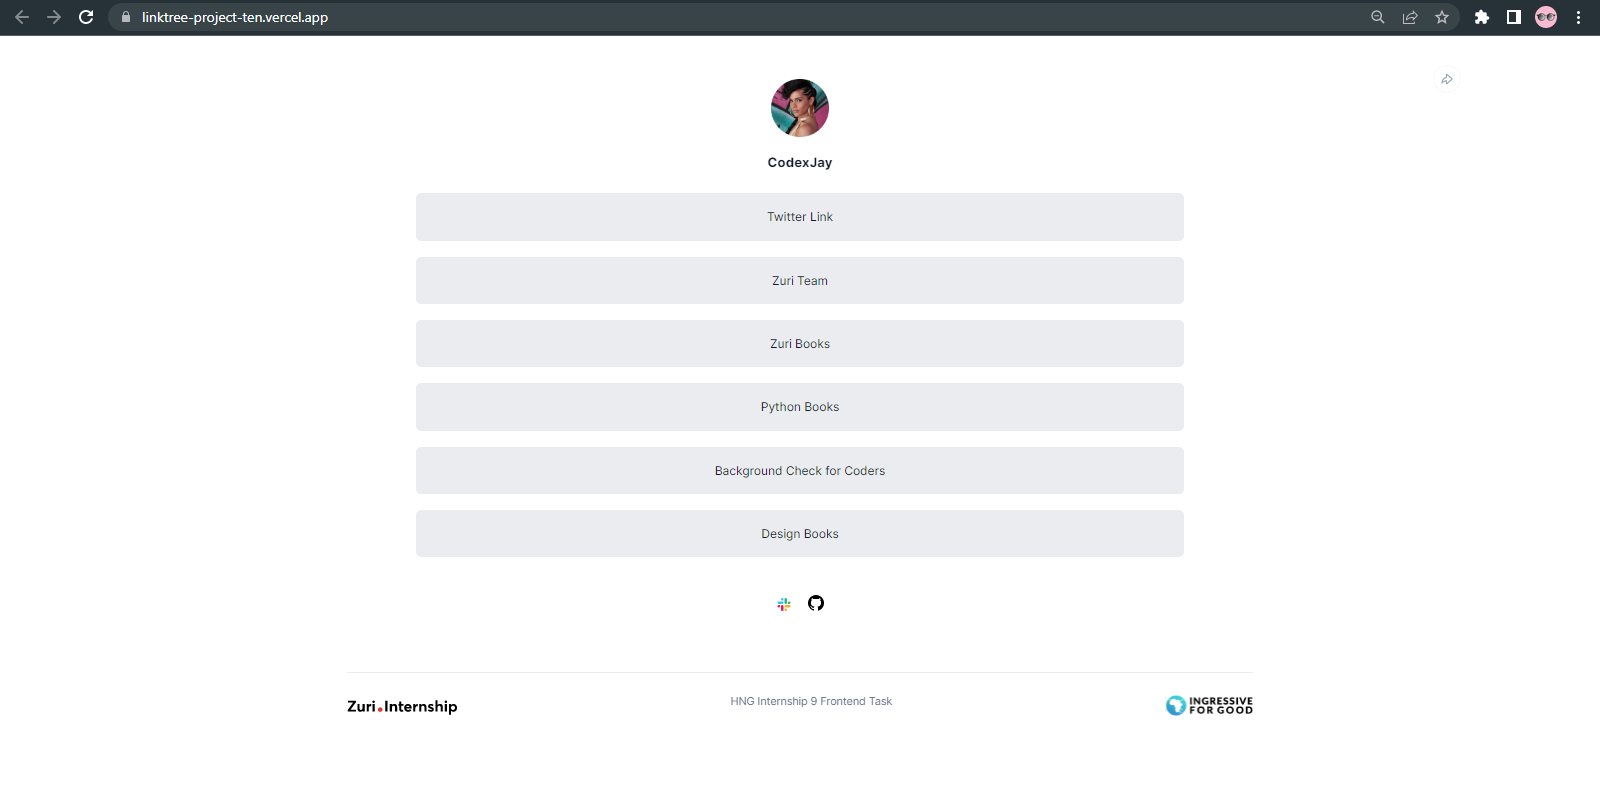 linktree-project-ten.vercel.app
CodexJay
Twitter Link
Zuri Team
Zuri Books
Python Books
Background Check for Coders
Design Books
Zuri.Internship
HNG Internship 9 Frontend Task
INGRESSIVE
FOR GOOD